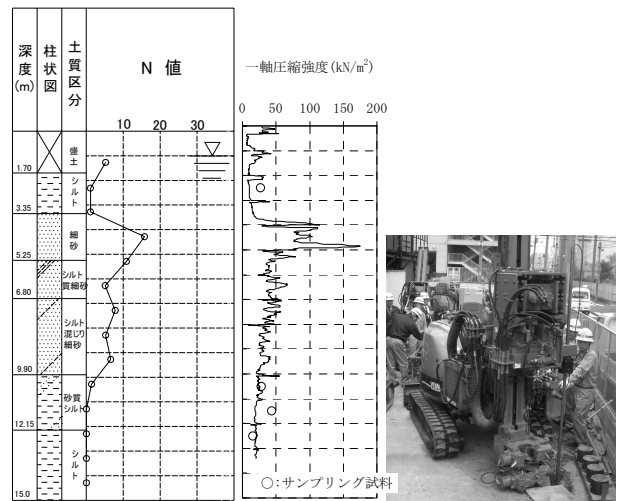 深度(m)
柱状図
土質区分
N 値
一軸圧縮強度(kN/m²)
10 20 30
0 50 100 150 200
盛土
1.70
シルト
3.35
細砂
5.25
シルト質細砂
6.80
シルト混じり細砂
9.90
砂質シルト
12.15
シルト
15.0
○:サンプリング試料